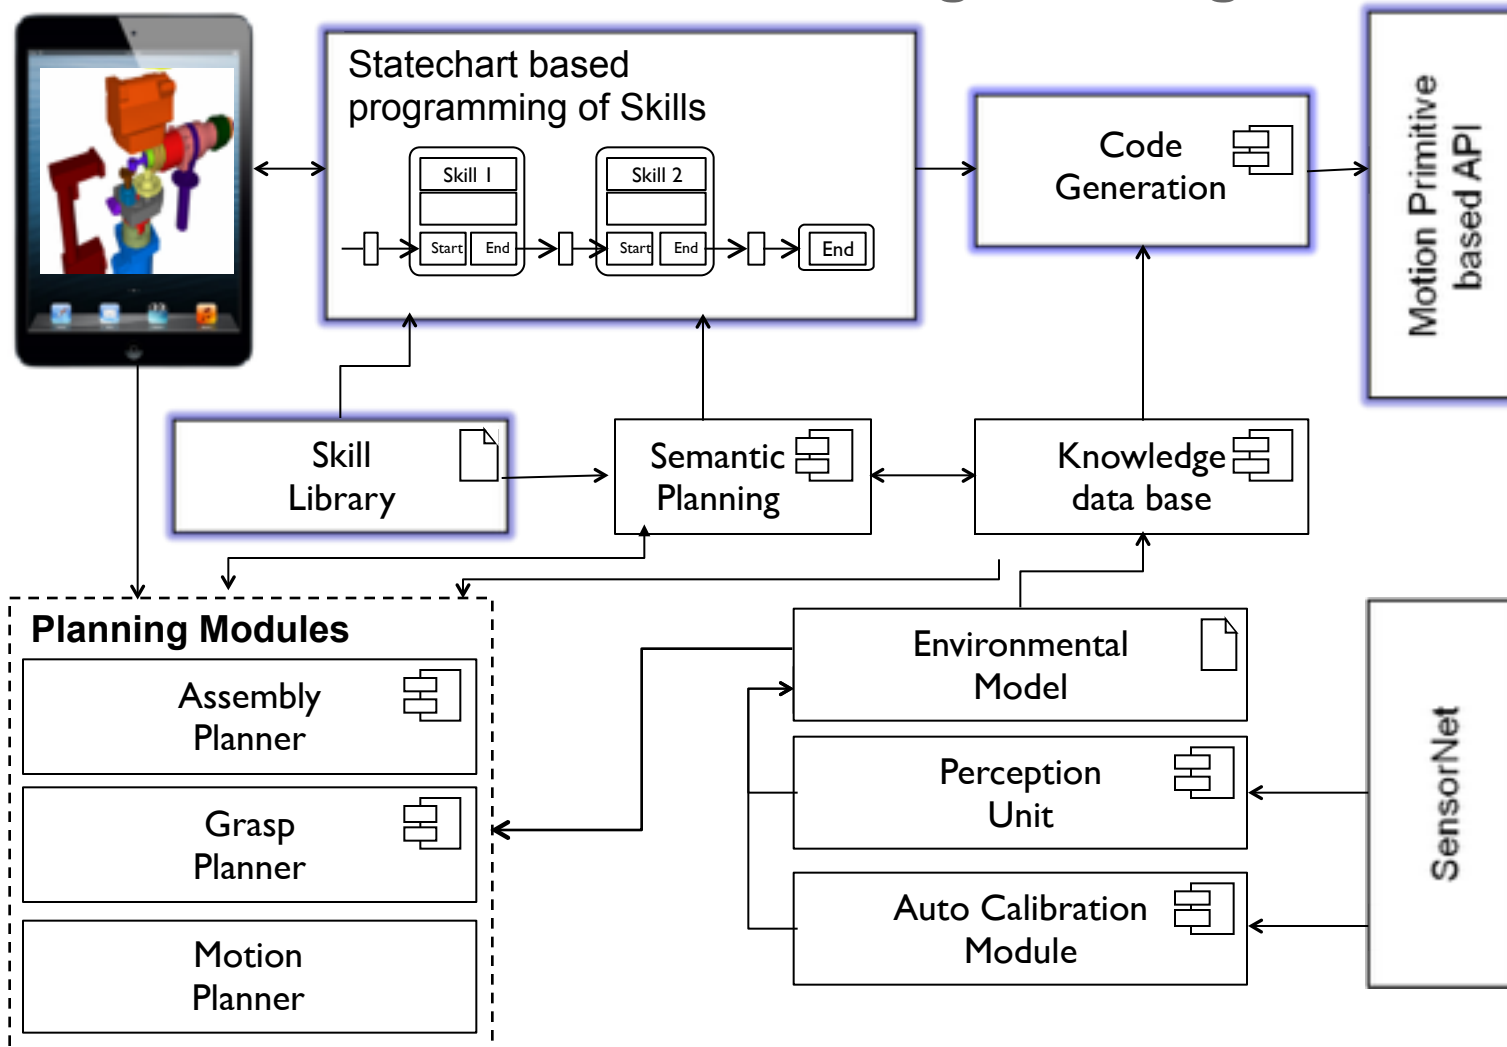 Statechart based
programming of Skills
Skill 1
Skill 2
Start
End
Start
End
End
Code
Generation
Motion Primitive
based API
Skill
Library
Semantic
Planning
Knowledge
data base
Planning Modules
Assembly
Planner
Grasp
Planner
Motion
Planner
Environmental
Model
Perception
Unit
Auto Calibration
Module
SensorNet